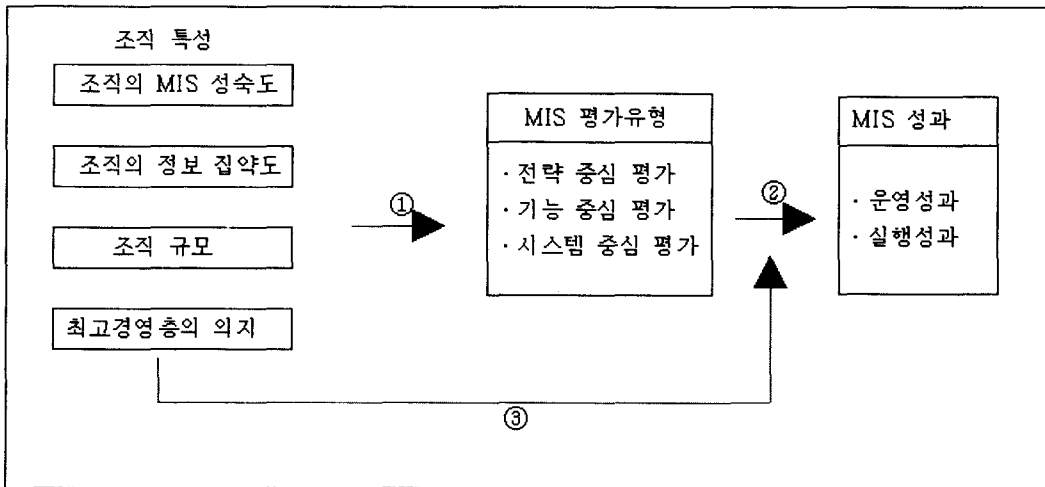 조직 특성
조직의 MIS 성숙도
조직의 정보 집약도
조직 규모
최고경영층의 의지
①
MIS 평가유형
· 전략 중심 평가
· 기능 중심 평가
· 시스템 중심 평가
②
MIS 성과
· 운영성과
· 실행성과
③